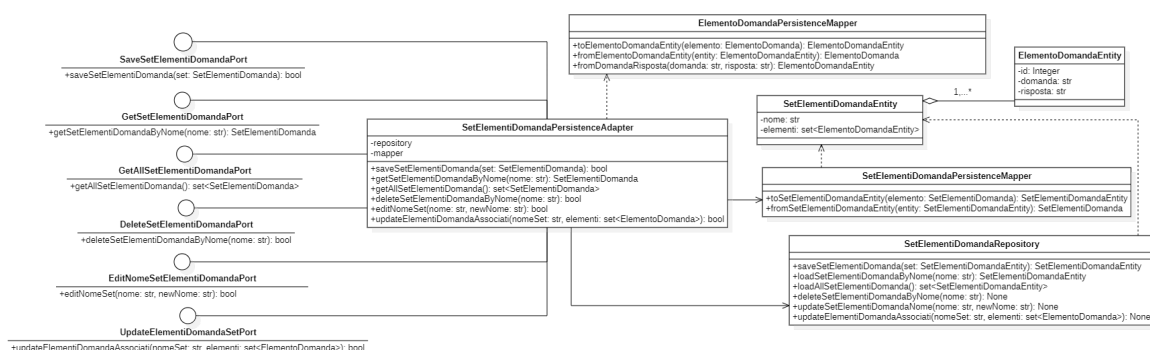 SaveSetElementiDomandaPort
+saveSetElementiDomanda(set: SetElementiDomanda): bool
GetSetElementiDomandaPort
+getSetElementiDomandaByNome(nome: str): SetElementiDomanda
GetAllSetElementiDomandaPort
+getAllSetElementiDomanda(): set<SetElementiDomanda>
DeleteSetElementiDomandaPort
+deleteSetElementiDomandaByNome(nome: str): bool
EditNomeSetElementiDomandaPort
+editNomeSet(nome: str, newNome: str): bool
UpdateElementiDomandaSetPort
+updateElementiDomandaAssociati(nomeSet: str, elementi: set<ElementoDomanda>): bool
SetElementiDomandaPersistenceAdapter
-repository
-mapper
+saveSetElementiDomanda(set: SetElementiDomanda): bool
+getSetElementiDomandaByNome(nome: str): SetElementiDomanda
+getAllSetElementiDomanda(): set<SetElementiDomanda>
+deleteSetElementiDomandaByNome(nome: str): bool
+editNomeSet(nome: str, newNome: str): bool
+updateElementiDomandaAssociati(nomeSet: str, elementi: set<ElementoDomanda>): bool
ElementoDomandaPersistenceMapper
+toElementoDomandaEntity(elemento: ElementoDomanda): ElementoDomandaEntity
+fromElementoDomandaEntity(entity: ElementoDomandaEntity): ElementoDomanda
+fromDomandaRisposta(domanda: str, risposta: str): ElementoDomandaEntity
ElementoDomandaEntity
-id: Integer
-domanda: str
-risposta: str
1,...*
SetElementiDomandaEntity
-nome: str
-elementi: set<ElementoDomandaEntity>
SetElementiDomandaPersistenceMapper
+toSetElementiDomandaEntity(elemento: SetElementiDomanda): SetElementiDomandaEntity
+fromSetElementiDomandaEntity(entity: SetElementiDomandaEntity): SetElementiDomanda
SetElementiDomandaRepository
+saveSetElementiDomanda(set: SetElementiDomandaEntity): SetElementiDomandaEntity
+loadSetElementiDomandaByNome(nome: str): SetElementiDomandaEntity
+loadAllSetElementiDomanda(): set<SetElementiDomandaEntity>
+deleteSetElementiDomandaByNome(nome: str): None
+updateSetElementiDomandaNome(nome: str, newNome: str): None
+updateElementiDomandaAssociati(nomeSet: str, elementi: set<ElementoDomanda>): None